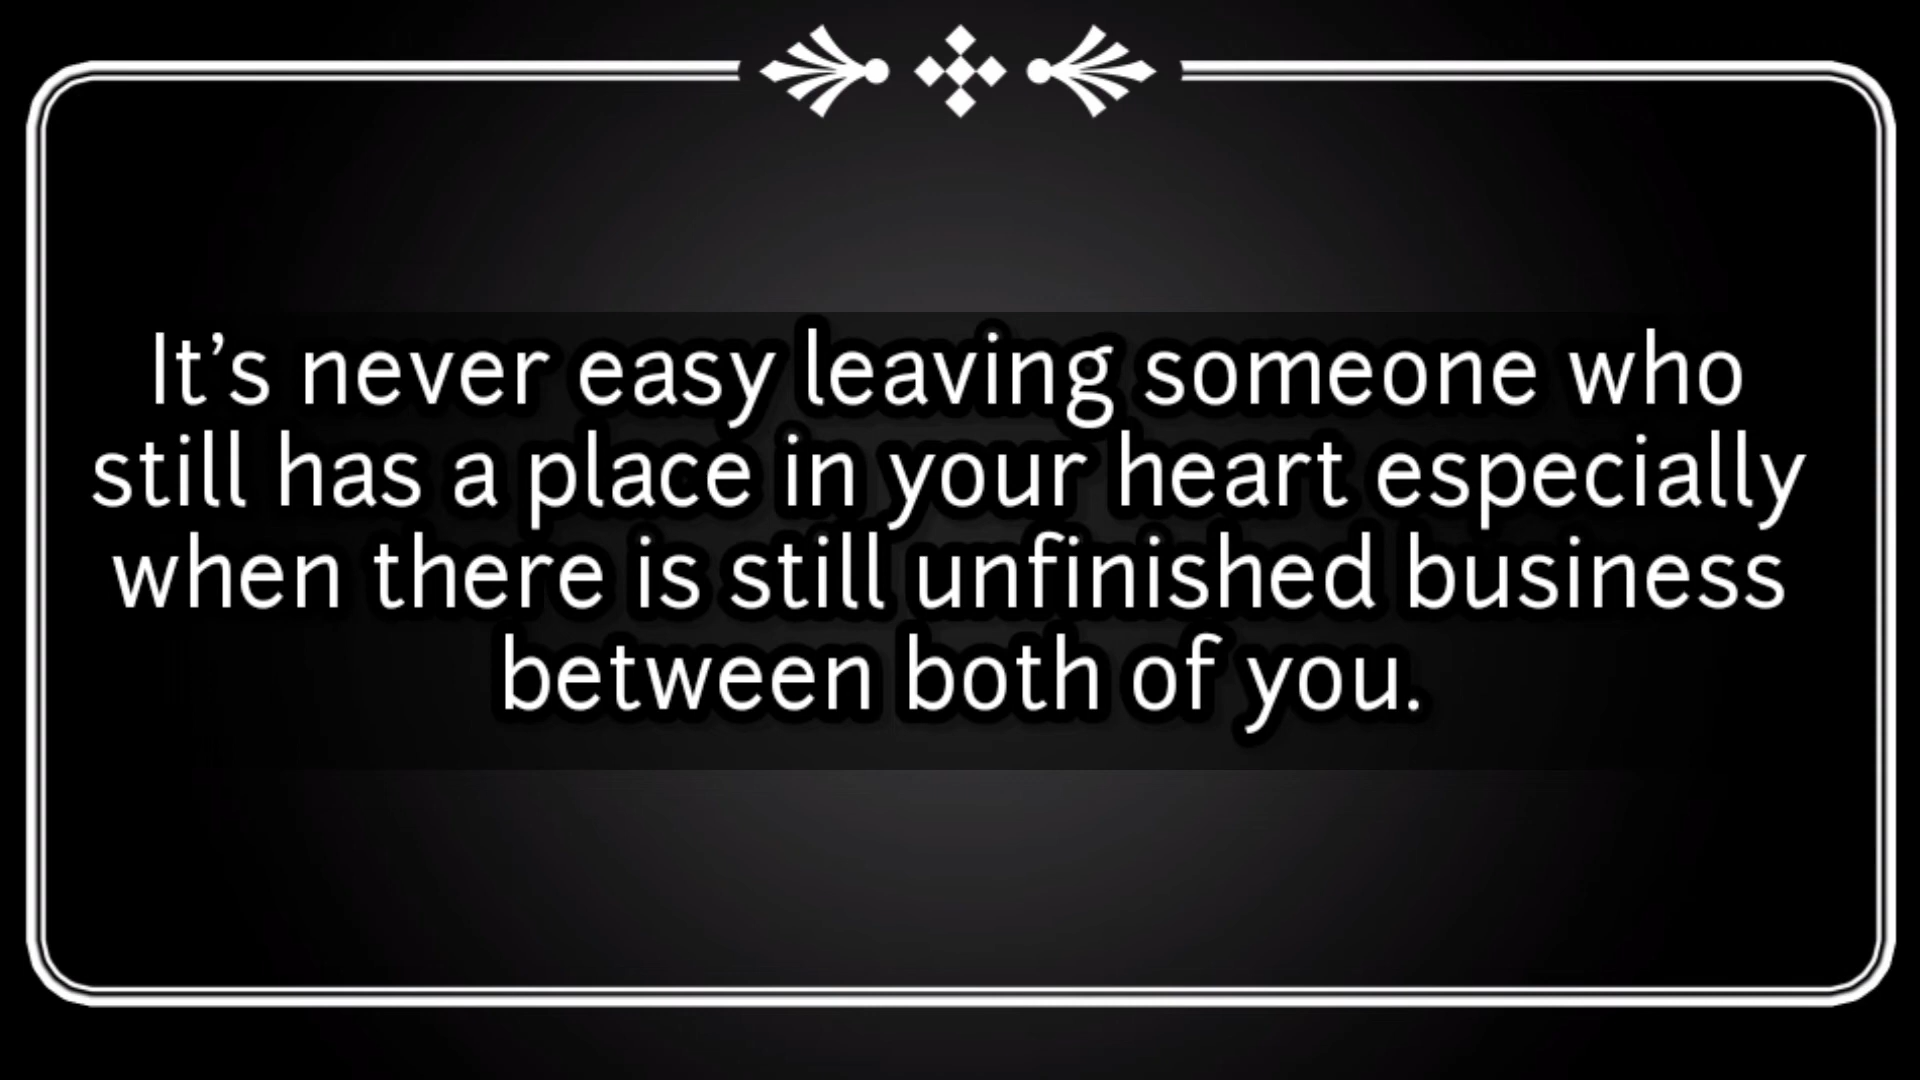 It’s never easy leaving someone who
still has a place in your heart especially
when there is still unfinished business
between both of you.